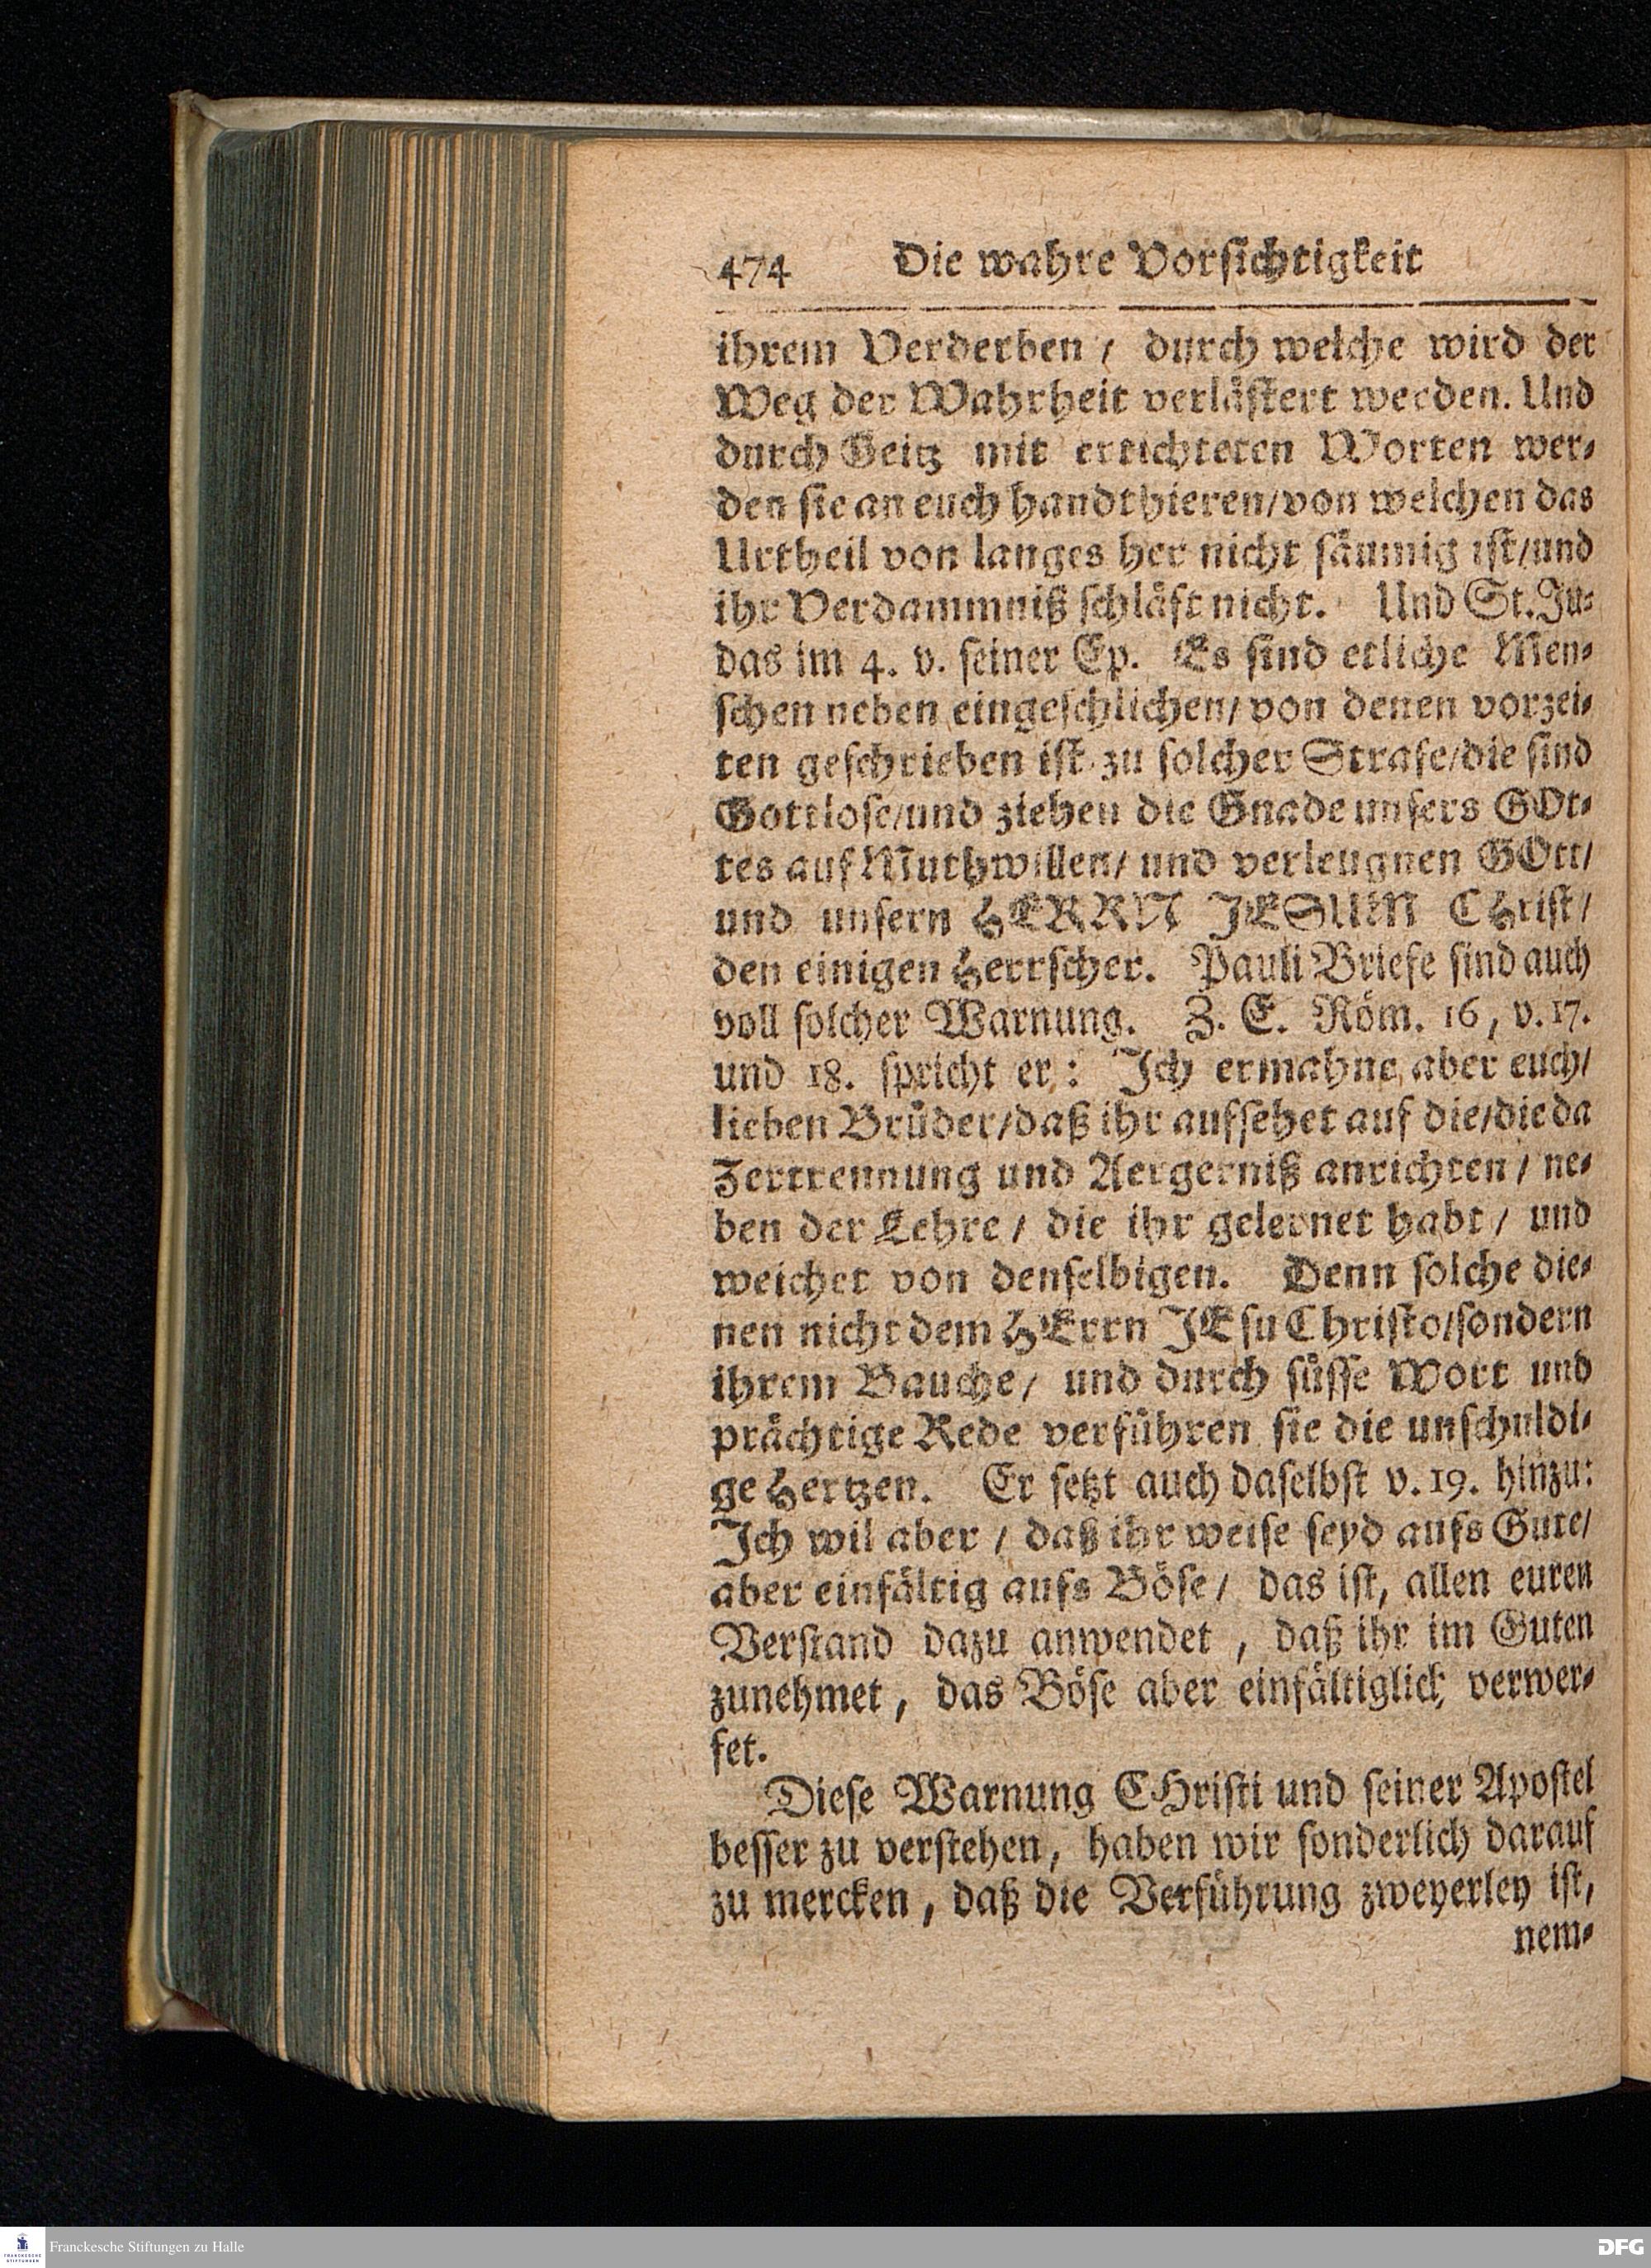 474 Die wahre Vorsichtigkeit
ihrem Verderben / durch welche wird der
Weg der Wahrheit verlästert werden. Und
durch Geitz mit ertichteten Worten wer-
den sie an euch handthieren/von welchen das
Urtheil von langes her nicht säumig ist/und
ihr Verdammniß schläft nicht. Und St. Ju-
das im 4. v. seiner Ep. Es sind etliche Men-
schen neben eingeschlichen/ von denen vorzei-
ten geschrieben ist zu solcher Strafe/die sind
Gottlose/und ziehen die Gnade unsers GOt-
tes auf Muthwillen/ und verleugnen GOtt/
und unsern HERRN JESUM CHrist/
den einigen Herrscher. Pauli Briefe sind auch
voll solcher Warnung. Z. E. Röm. 16, v. 17.
und 18. spricht er: Ich ermahne aber euch/
lieben Brüder/daß ihr aufsehet auf die/die da
Zertrennung und Aergerniß anrichten / ne-
ben der Lehre / die ihr gelernet habt / und
weichet von denselbigen. Denn solche die-
nen nicht dem HErrn JEsu Christo/sondern
ihrem Bauche/ und durch süsse Wort und
prächtige Rede verführen sie die unschuldi-
ge Hertzen. Er setzt auch daselbst v. 19. hinzu:
Ich wil aber / daß ihr weise seyd aufs Gute/
aber einfältig aufs Böse/ das ist, allen euren
Verstand dazu anwendet, daß ihr im Guten
zunehmet, das Böse aber einfältiglich verwer-
fet.
Diese Warnung CHristi und seiner Apostel
besser zu verstehen, haben wir sonderlich darauf
zu mercken, daß die Verführung zweyerley ist,
nem-
FRANCKESCHE STIFTUNGEN
Franckesche Stiftungen zu Halle
DFG